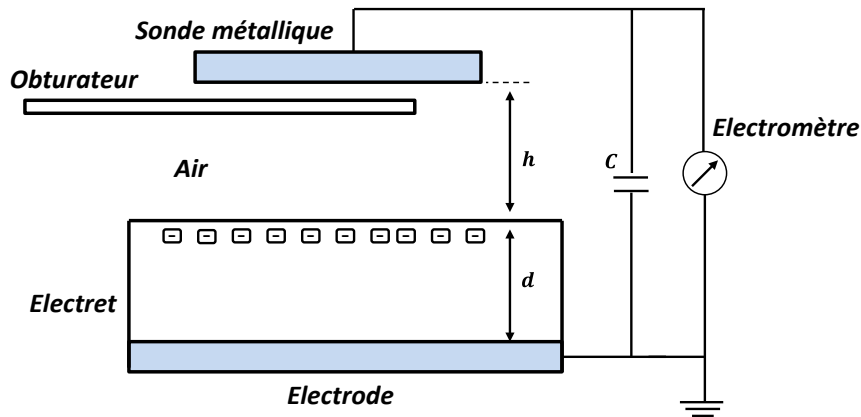 Sonde métallique
Obturateur
Electromètre
h
C
Air
d
Electret
Electrode